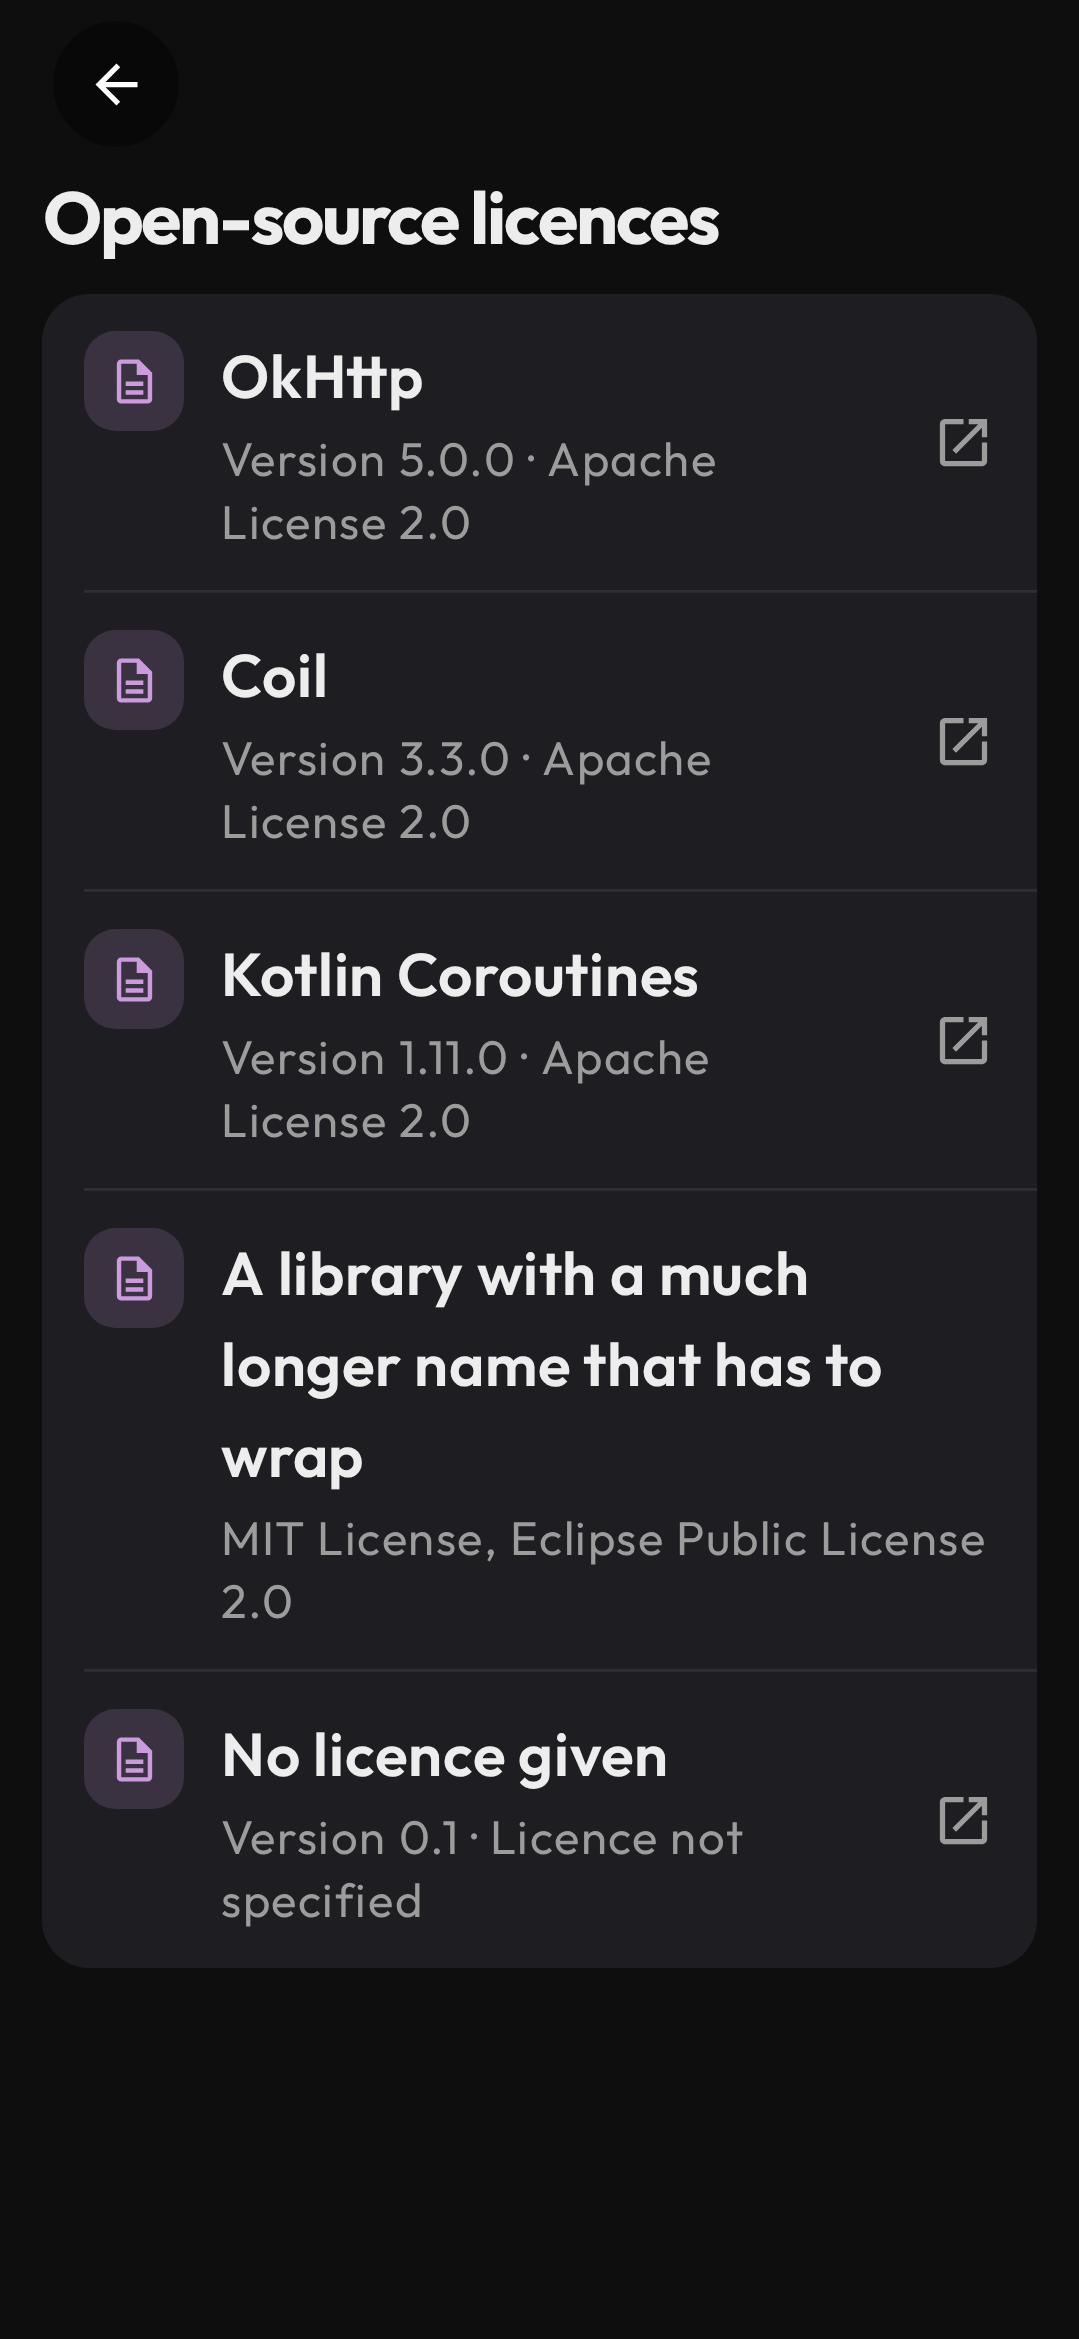 Open-source licences
OkHttp
Version 5.0.0 · Apache
License 2.0
Coil
Version 3.3.0 · Apache
License 2.0
Kotlin Coroutines
Version 1.11.0 · Apache
License 2.0
A library with a much
longer name that has to
wrap
MIT License, Eclipse Public License
2.0
No licence given
Version 0.1 · Licence not
specified